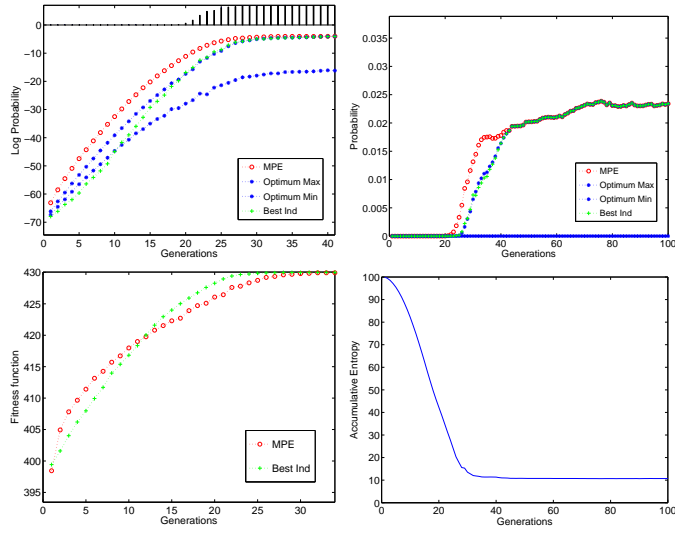 0
−10
−20
−30
−40
−50
−60
−70
Log Probability
0 5 10 15 20 25 30 35 40
Generations
MPE
Optimum Max
Optimum Min
Best Ind
0.035
0.03
0.025
0.02
0.015
0.01
0.005
0
Probability
0 20 40 60 80 100
Generations
MPE
Optimum Max
Optimum Min
Best Ind
430
425
420
415
410
405
400
395
Fitness function
0 5 10 15 20 25 30
Generations
MPE
Best Ind
100
90
80
70
60
50
40
30
20
10
0
Accumulative Entropy
0 20 40 60 80 100
Generations